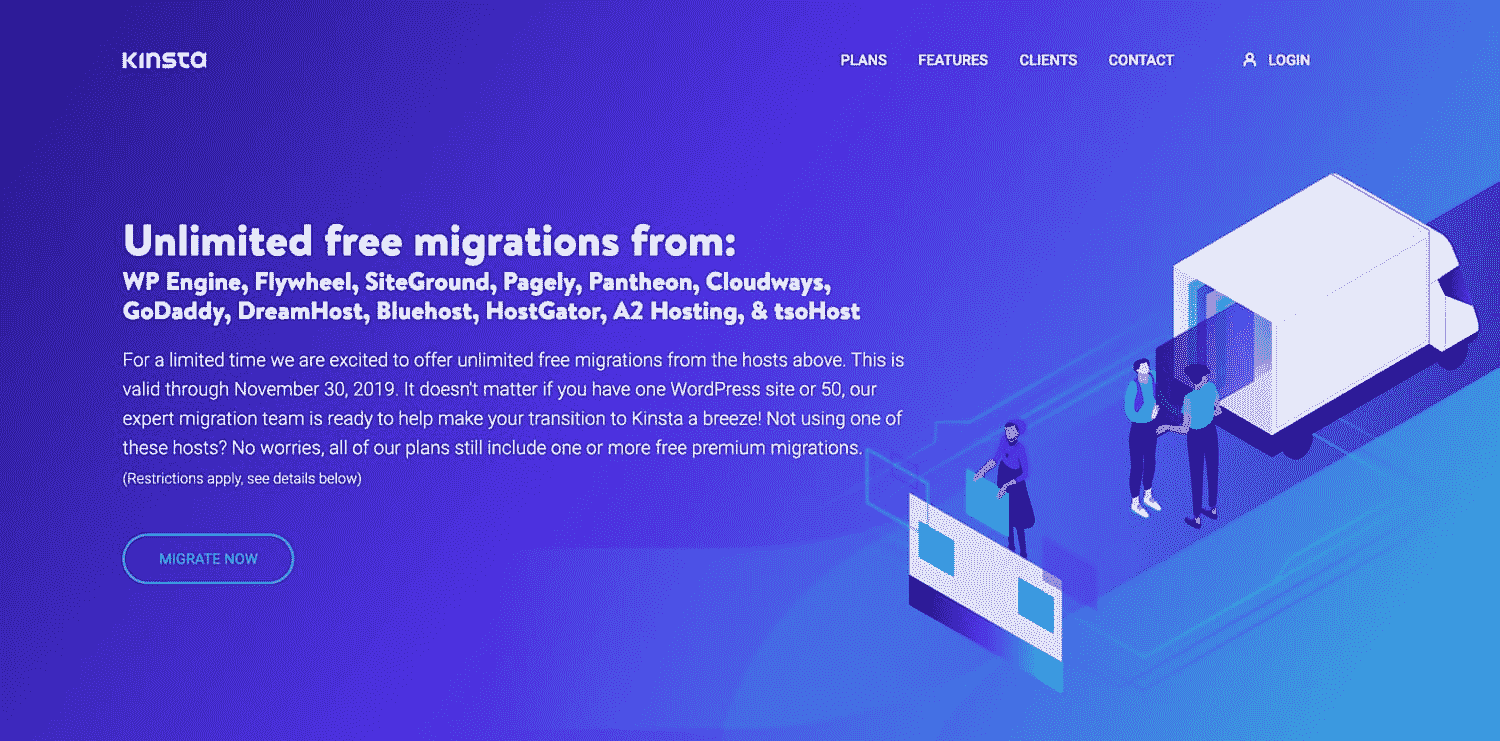 KINSTA
PLANS FEATURES CLIENTS CONTACT LOGIN
Unlimited free migrations from:
WP Engine, Flywheel, SiteGround, Pagely, Pantheon, Cloudways,
GoDaddy, DreamHost, Bluehost, HostGator, A2 Hosting, & tsoHost
For a limited time we are excited to offer unlimited free migrations from the hosts above. This is
valid through November 30, 2019. It doesn't matter if you have one WordPress site or 50, our
expert migration team is ready to help make your transition to Kinsta a breeze! Not using one of
these hosts? No worries, all of our plans still include one or more free premium migrations.
(Restrictions apply, see details below)
MIGRATE NOW